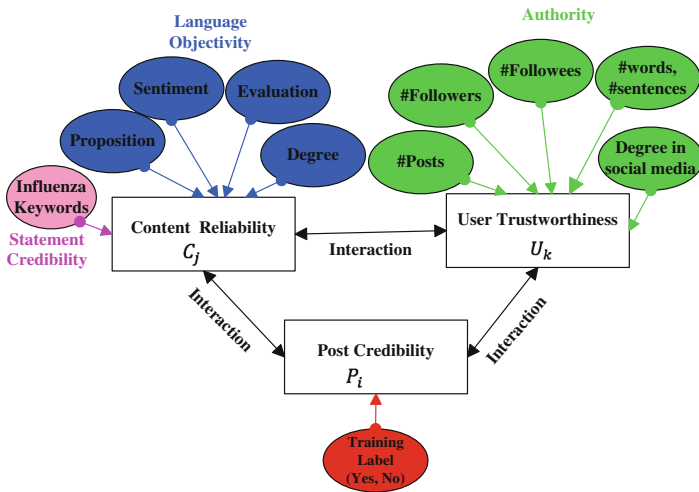 Language
Objectivity
Authority
Sentiment
Evaluation
Proposition
Degree
#Followers
#Followees
#words,
#sentences
#Posts
Degree in
social media
Influenza
Keywords
Statement
Credibility
Content Reliability
C_j
Interaction
User Trustworthiness
U_k
Interaction
Interaction
Post Credibility
P_i
Training
Label
(Yes, No)